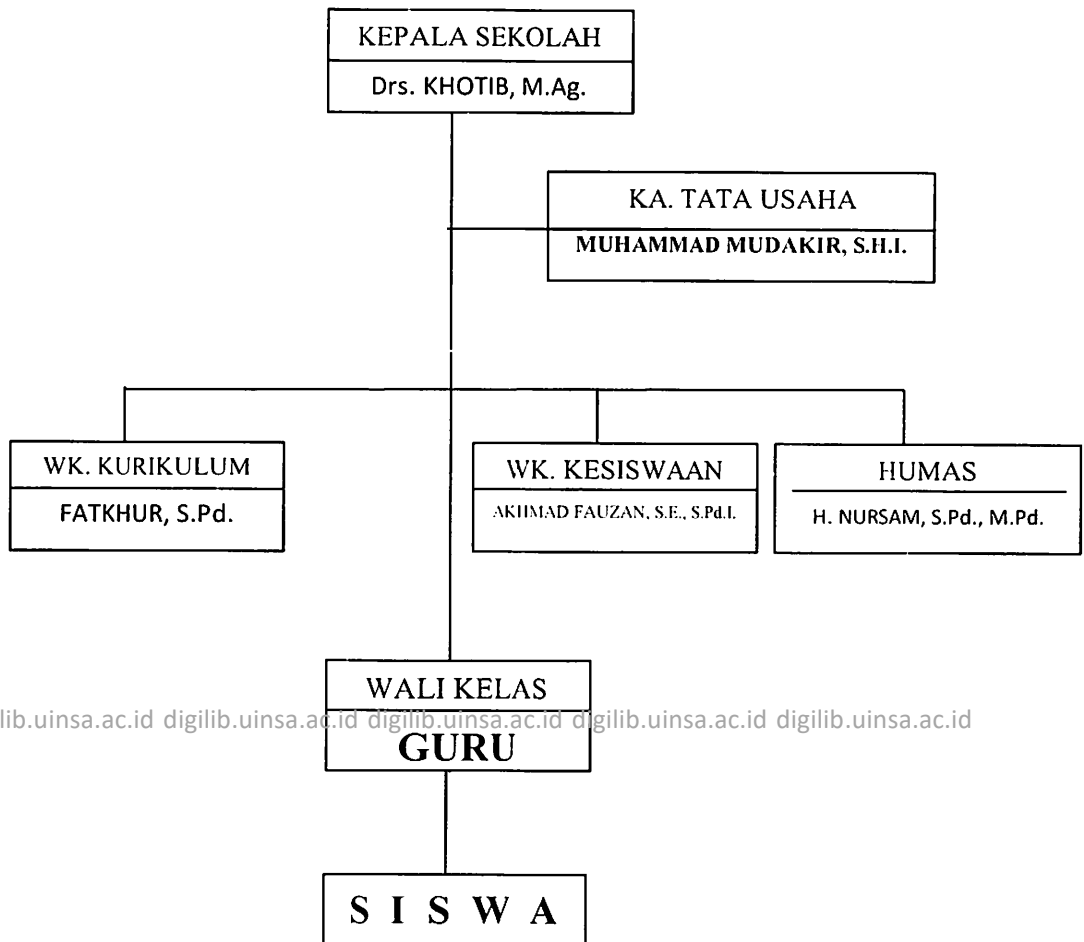 KEPALA SEKOLAH
Drs. KHOTIB, M.Ag.
KA. TATA USAHA
MUHAMMAD MUDAKIR, S.H.I.
WK. KURIKULUM
FATKHUR, S.Pd.
WK. KESISWAAN
AKHMAD FAUZAN, S.E., S.Pd.I.
HUMAS
H. NURSAM, S.Pd., M.Pd.
WALI KELAS
lib.uinsa.ac.id digilib.uinsa.ac.id digilib.uinsa.ac.id digilib.uinsa.ac.id digilib.uinsa.ac.id
GURU
S I S W A